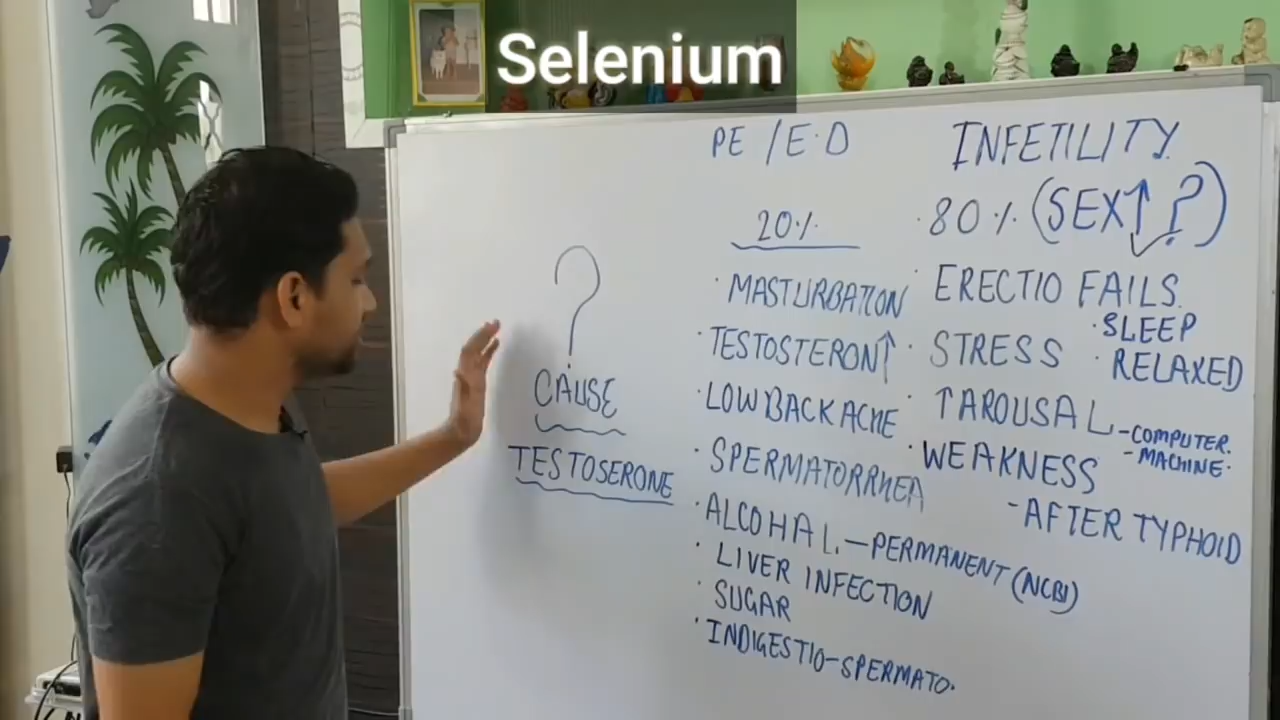 Selenium
?
CAUSE
TESTOSERONE
PE / E.D
20%
· MASTURBATION
· TESTOSTERON↑
· LOW BACK ACHE
· SPERMATORRHEA
· ALCOHAL. – PERMANENT (NCBI)
· LIVER INFECTION
· SUGAR
· INDIGESTIO-SPERMATO.
INFETILITY
· 80% (SEX↑?)
· ERECTIO FAILS.
· SLEEP
· STRESS · RELAXED
· ↑AROUSAL – COMPUTER.
- MACHINE.
· WEAKNESS
- AFTER TYPHOID